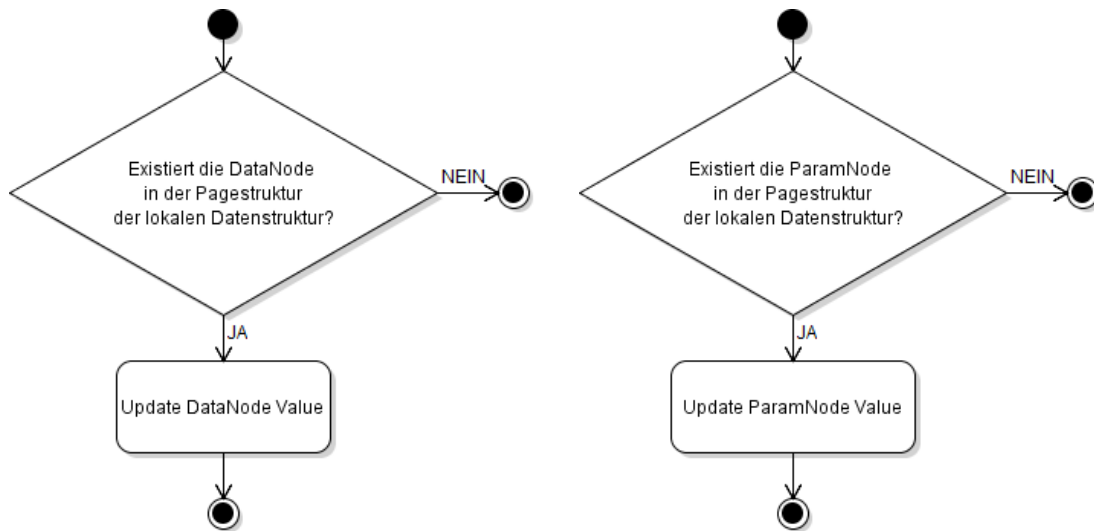 Existiert die DataNode
in der Pagestruktur
der lokalen Datenstruktur?
NEIN
JA
Update DataNode Value
Existiert die ParamNode
in der Pagestruktur
der lokalen Datenstruktur?
NEIN
JA
Update ParamNode Value